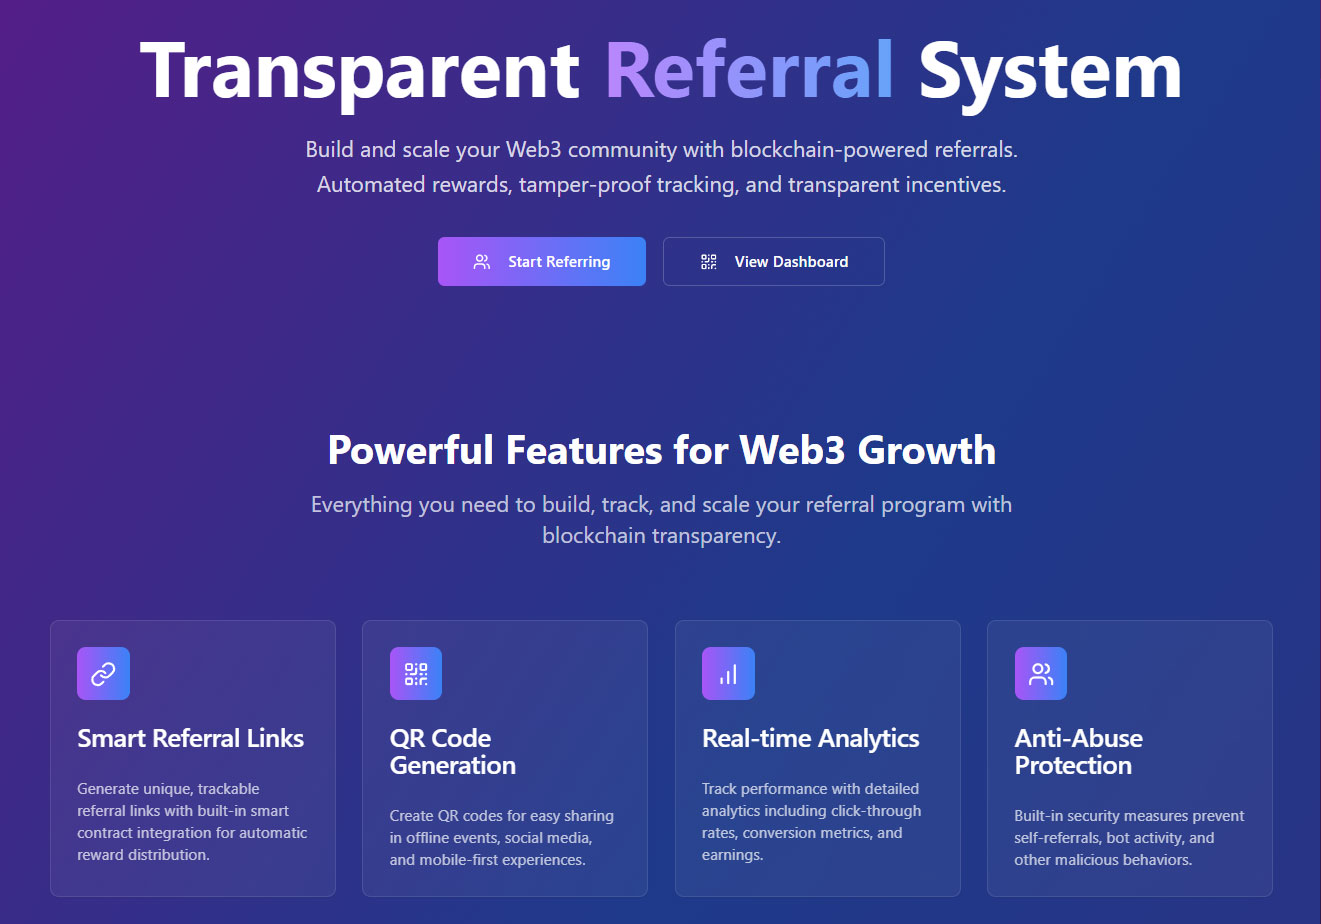 Transparent Referral System
Build and scale your Web3 community with blockchain-powered referrals.
Automated rewards, tamper-proof tracking, and transparent incentives.
Start Referring
View Dashboard
Powerful Features for Web3 Growth
Everything you need to build, track, and scale your referral program with
blockchain transparency.
Smart Referral Links
Generate unique, trackable
referral links with built-in smart
contract integration for automatic
reward distribution.
QR Code
Generation
Create QR codes for easy sharing
in offline events, social media,
and mobile-first experiences.
Real-time Analytics
Track performance with detailed
analytics including click-through
rates, conversion metrics, and
earnings.
Anti-Abuse
Protection
Built-in security measures prevent
self-referrals, bot activity, and
other malicious behaviors.